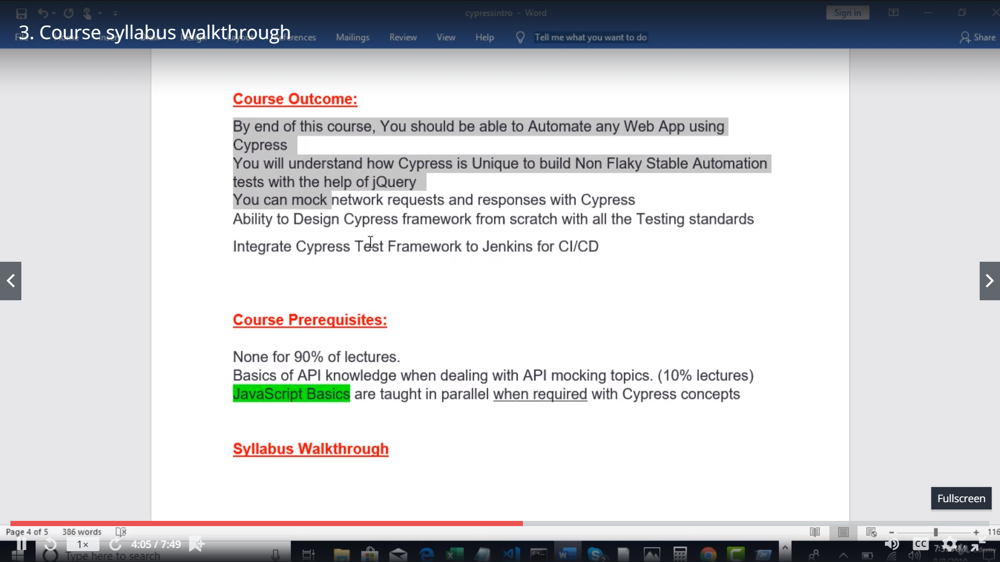 cypressintro - Word
Sign in
3. Course syllabus walkthrough
Mailings
Review
View
Help
Tell me what you want to do
Share
Course Outcome:
By end of this course, You should be able to Automate any Web App using
Cypress
You will understand how Cypress is Unique to build Non Flaky Stable Automation
tests with the help of jQuery
You can mock network requests and responses with Cypress
Ability to Design Cypress framework from scratch with all the Testing standards
Integrate Cypress Test Framework to Jenkins for CI/CD
Course Prerequisites:
None for 90% of lectures.
Basics of API knowledge when dealing with API mocking topics. (10% lectures)
JavaScript Basics are taught in parallel when required with Cypress concepts
Syllabus Walkthrough
Fullscreen
Page 4 of 5
386 words
116
1×
4:05 / 7:49
CC
Type here to search